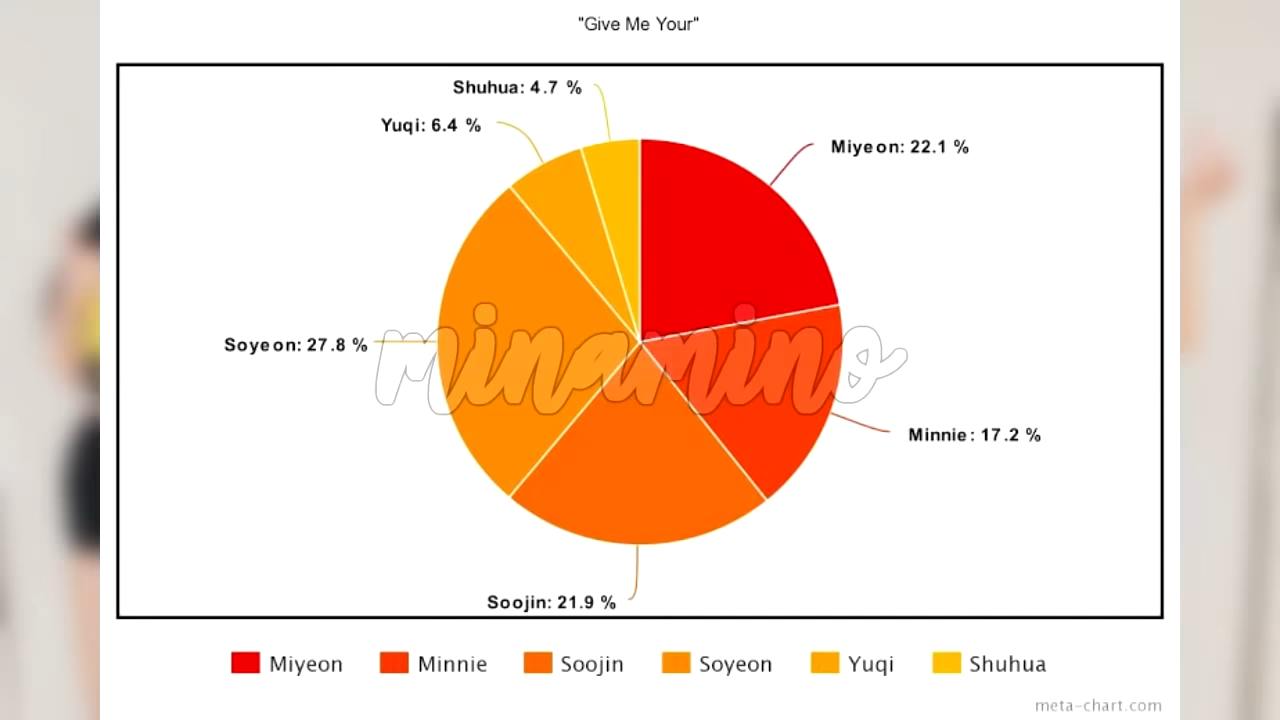 "Give Me Your"
Shuhua: 4.7 %
Yuqi: 6.4 %
Miyeon: 22.1 %
Soyeon: 27.8 %
minamino
Minnie: 17.2 %
Soojin: 21.9 %
Miyeon Minnie Soojin Soyeon Yuqi Shuhua
meta-chart.com